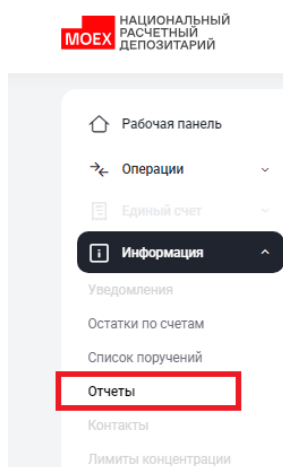 НАЦИОНАЛЬНЫЙ
РАСЧЕТНЫЙ
ДЕПОЗИТАРИЙ
MOEX
Рабочая панель
Операции
Единый счет
Информация
Уведомления
Остатки по счетам
Список поручений
Отчеты
Контакты
Лимиты концентрации